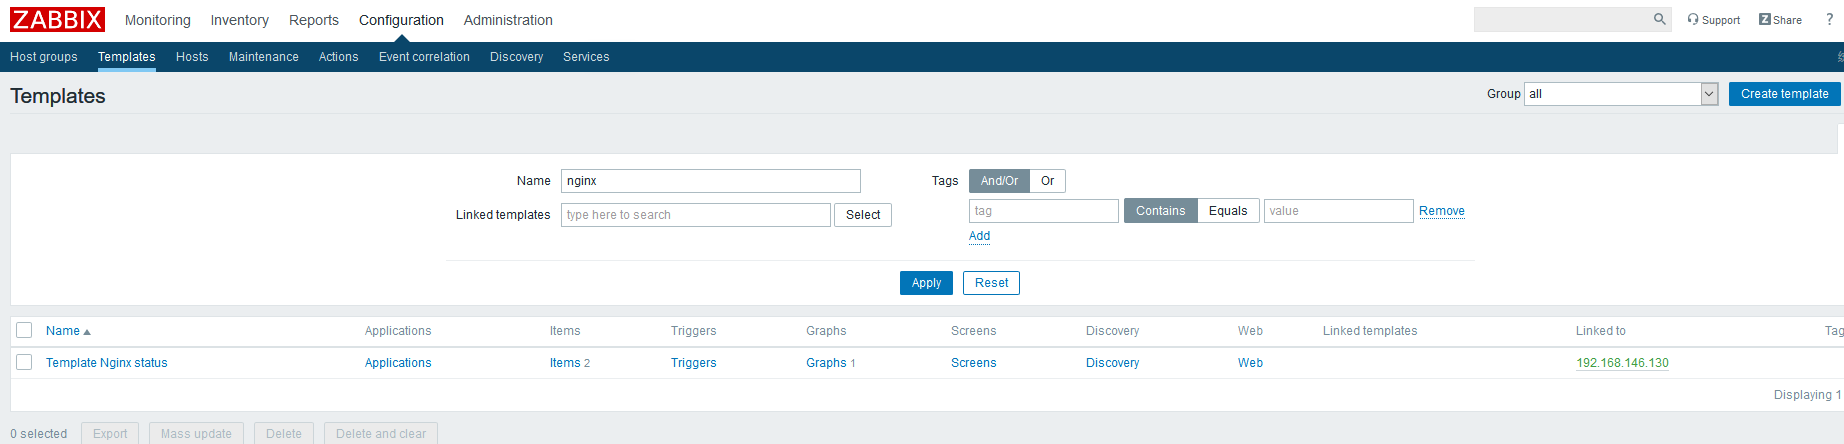 ZABBIX Monitoring Inventory Reports Configuration Administration Support Z Share ?
Host groups Templates Hosts Maintenance Actions Event correlation Discovery Services
Templates Group all Create template
Name nginx Tags And/Or Or
Linked templates type here to search Select tag Contains Equals value Remove
Add
Apply Reset
Name Applications Items Triggers Graphs Screens Discovery Web Linked templates Linked to Tag
Template Nginx status Applications Items 2 Triggers Graphs 1 Screens Discovery Web 192.168.146.130
Displaying 1
0 selected Export Mass update Delete Delete and clear